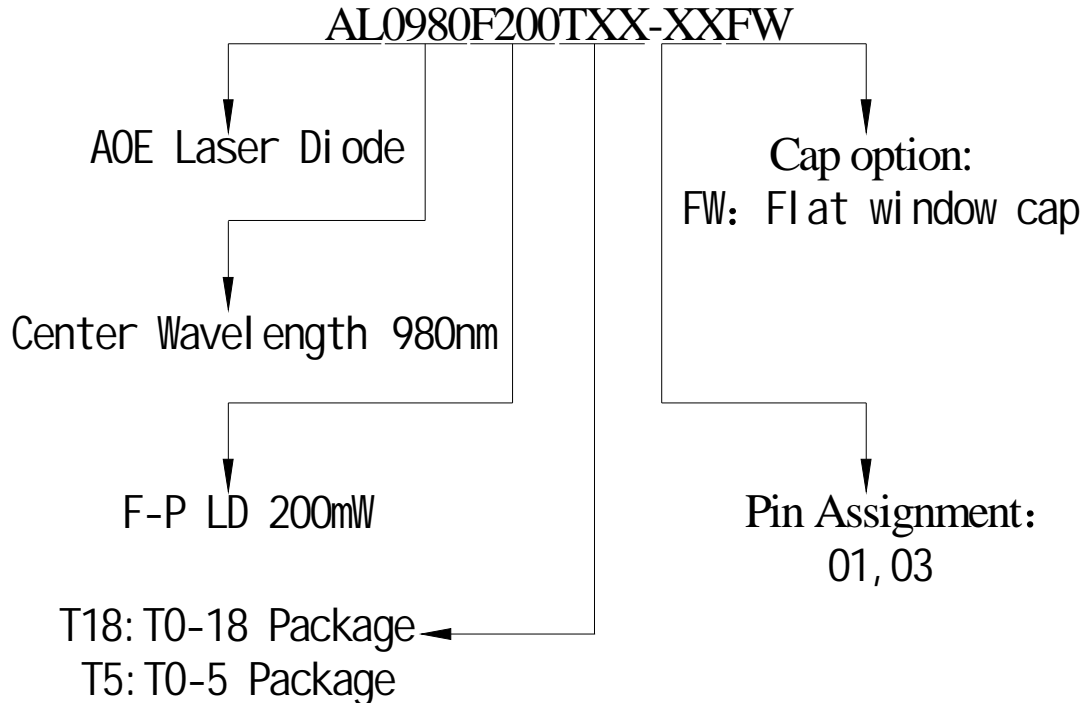 AL0980F200TXX-XXFW
AOE Laser Diode
Cap option:
FW: Flat window cap
Center Wavelength 980nm
F-P LD 200mW
Pin Assignment:
01,03
T18:TO-18 Package
T5:TO-5 Package